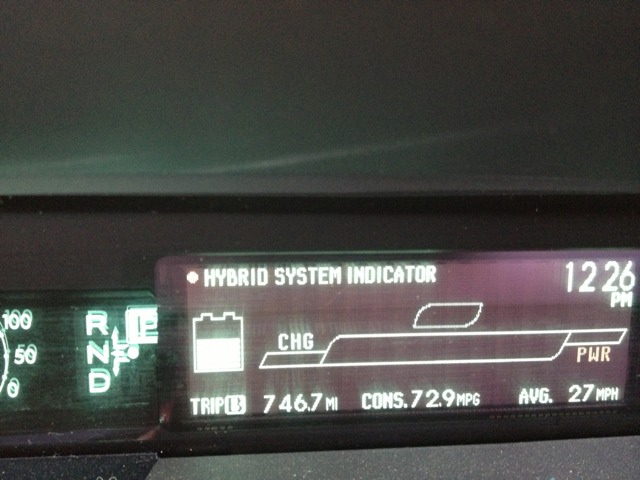 HYBRID SYSTEM INDICATOR
12:26
PM
100
50
0
R
N
D
P
CHG
PWR
TRIP B 746.7 MI CONS. 72.9 MPG AVG. 27 MPH